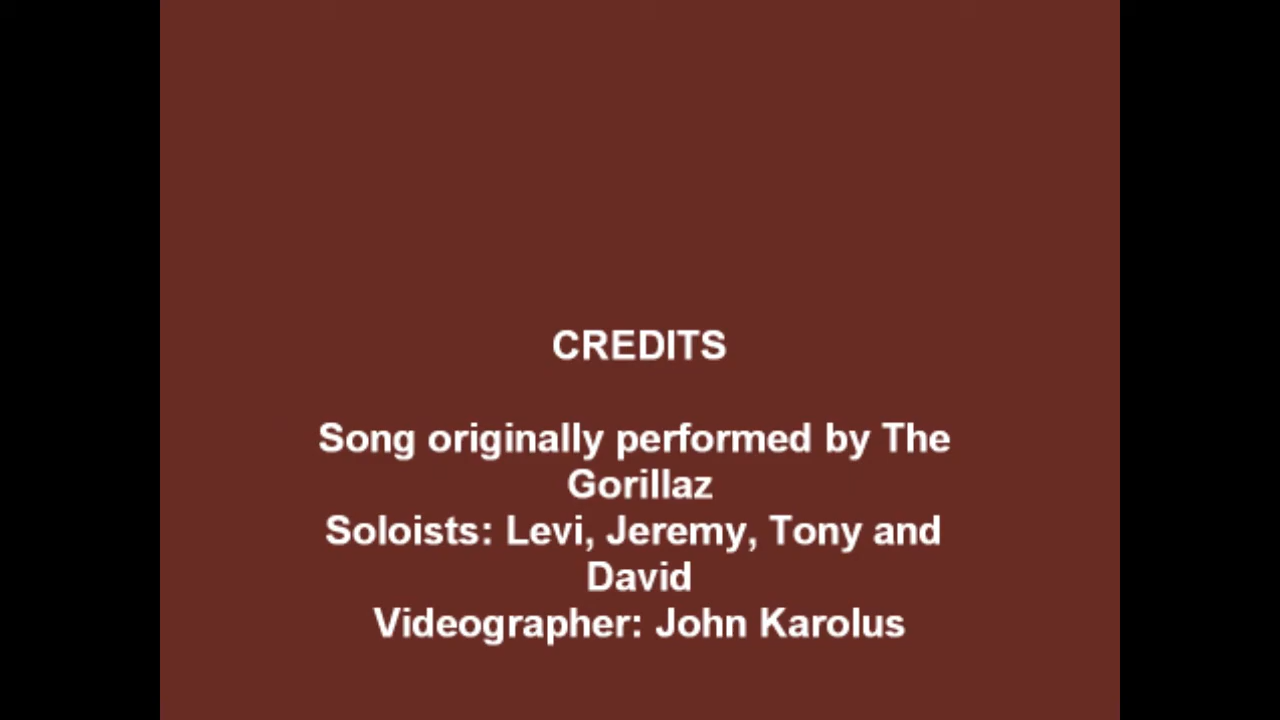 CREDITS
Song originally performed by The
Gorillaz
Soloists: Levi, Jeremy, Tony and
David
Videographer: John Karolus